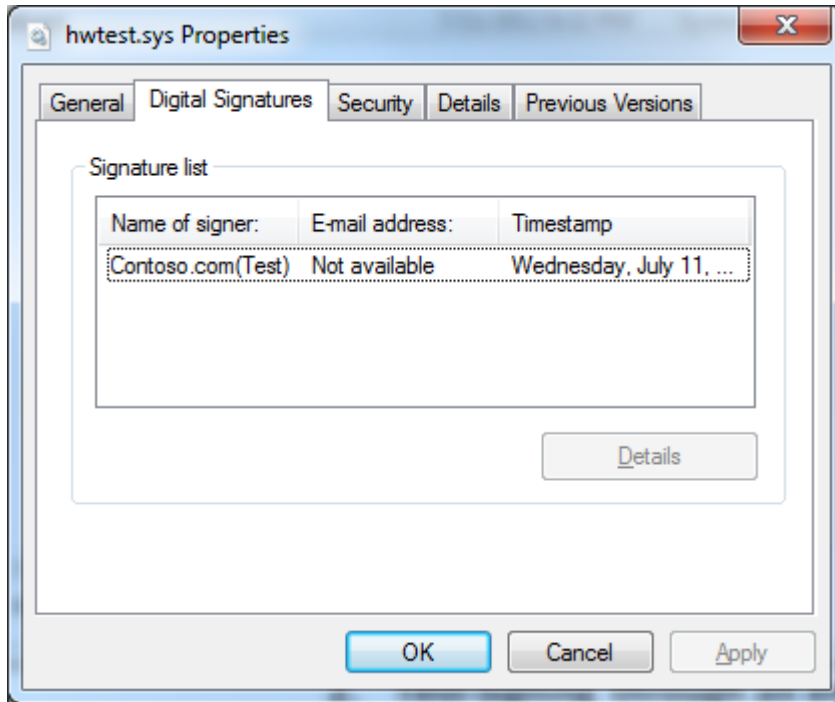 hwtest.sys Properties
General Digital Signatures Security Details Previous Versions
Signature list
Name of signer: E-mail address: Timestamp
Contoso.com(Test) Not available Wednesday, July 11, ...
Details
OK Cancel Apply